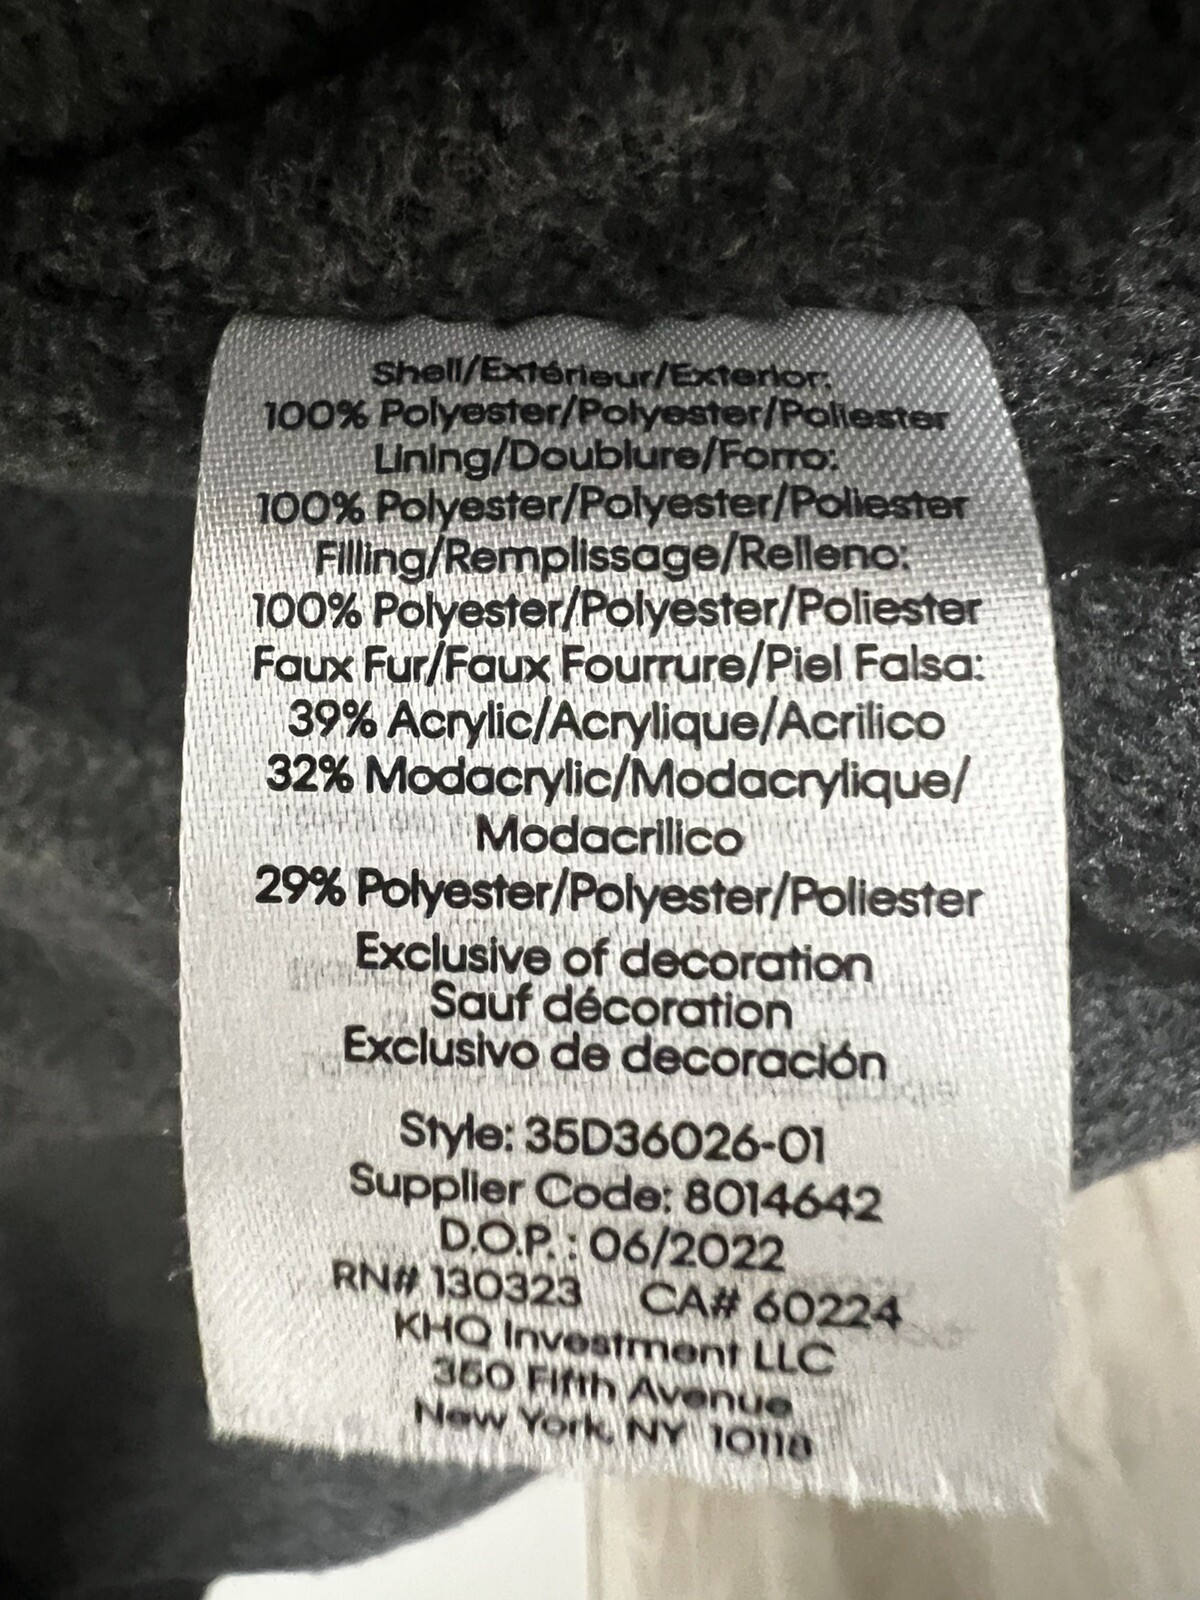 Shell/Extérieur/Exterior:
100% Polyester/Polyester/Poliester
Lining/Doublure/Forro:
100% Polyester/Polyester/Poliester
Filling/Remplissage/Relleno:
100% Polyester/Polyester/Poliester
Faux Fur/Faux Fourrure/Piel Falsa:
39% Acrylic/Acrylique/Acrilico
32% Modacrylic/Modacrylique/
Modacrilico
29% Polyester/Polyester/Poliester
Exclusive of decoration
Sauf décoration
Exclusivo de decoración
Style: 35D36026-01
Supplier Code: 8014642
D.O.P. : 06/2022
RN# 130323 CA# 60224
KHQ Investment LLC
350 Fifth Avenue
New York, NY 10118